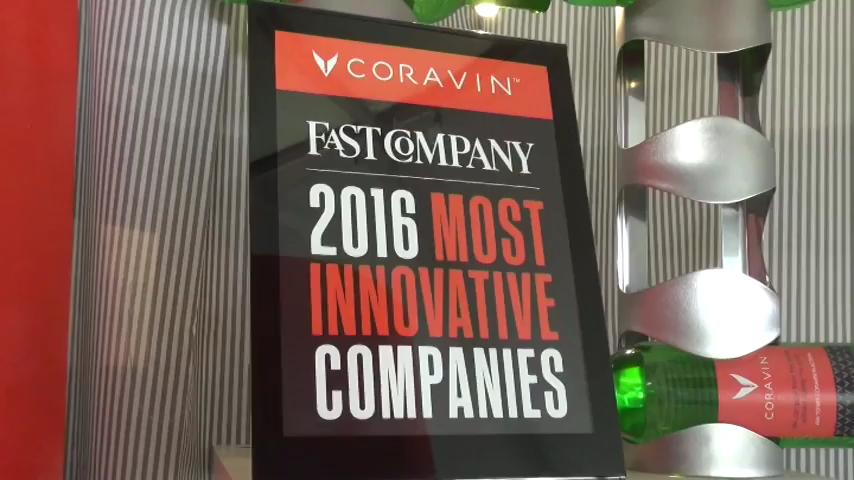 CORAVIN™
FAST COMPANY
2016 MOST
INNOVATIVE
COMPANIES
CORAVIN